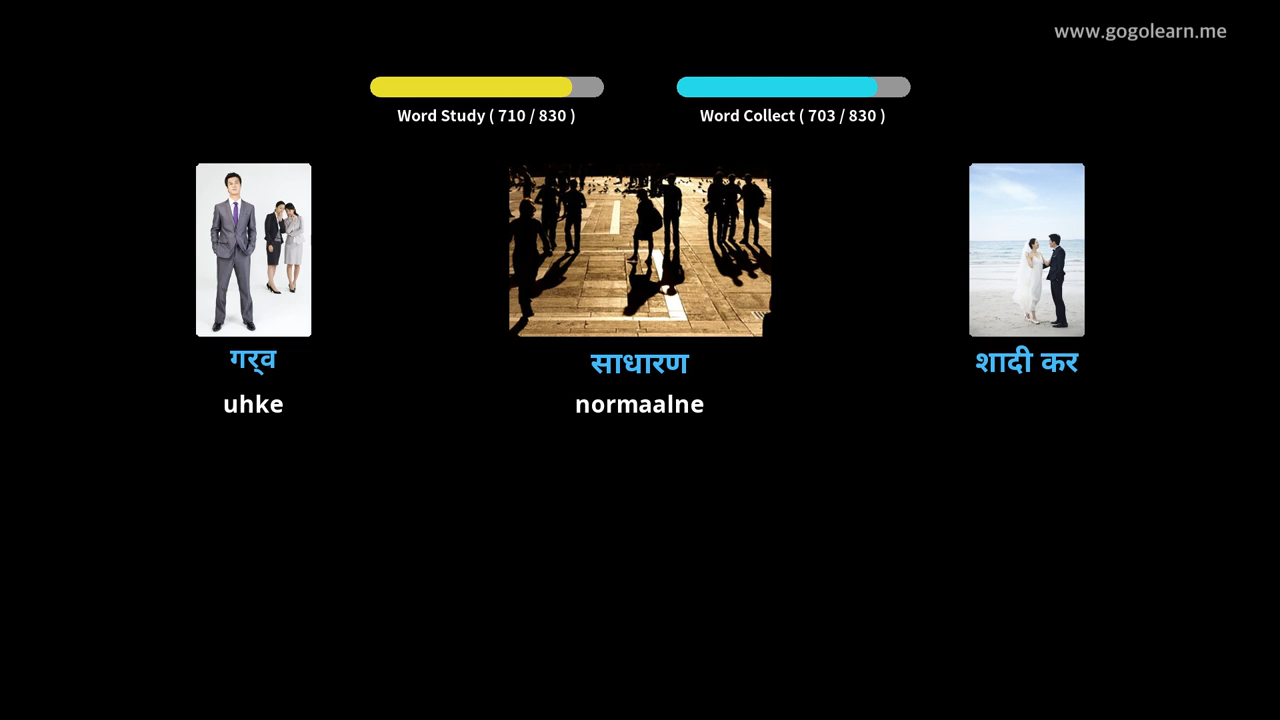 www.gogolearn.me
Word Study ( 710 / 830 )
Word Collect ( 703 / 830 )
गर्‌व
साधारण
शादी कर
uhke
normaalne